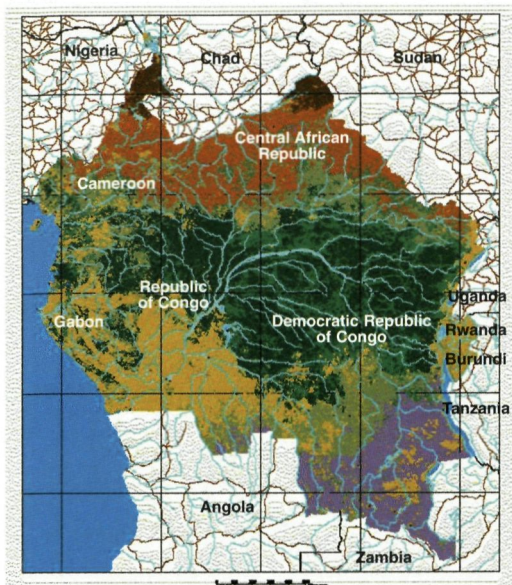 Nigeria
Chad
Sudan
Central African
Republic
Cameroon
Republic
of Congo
Uganda
Gabon
Democratic Republic
of Congo
Rwanda
Burundi
Tanzania
Angola
Zambia